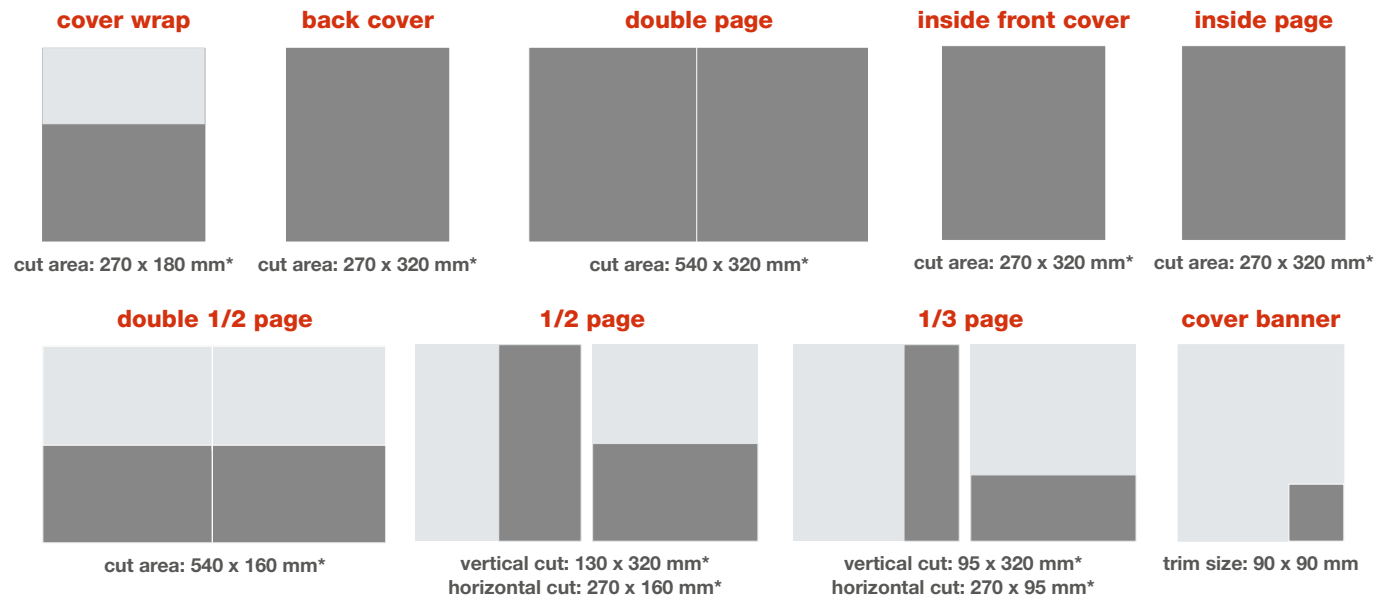 cover wrap
back cover
double page
inside front cover
inside page
cut area: 270 x 180 mm*
cut area: 270 x 320 mm*
cut area: 540 x 320 mm*
cut area: 270 x 320 mm*
cut area: 270 x 320 mm*
double 1/2 page
1/2 page
1/3 page
cover banner
cut area: 540 x 160 mm*
vertical cut: 130 x 320 mm*
horizontal cut: 270 x 160 mm*
vertical cut: 95 x 320 mm*
horizontal cut: 270 x 95 mm*
trim size: 90 x 90 mm